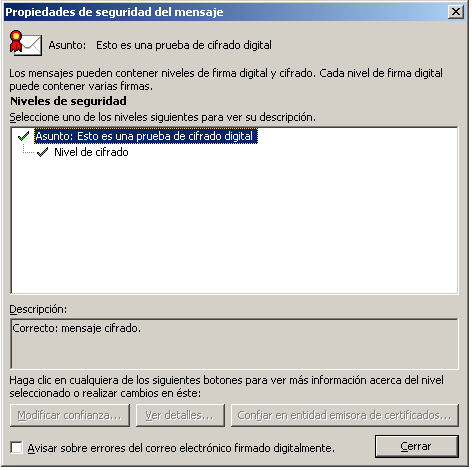 Propiedades de seguridad del mensaje
Asunto: Esto es una prueba de cifrado digital
Los mensajes pueden contener niveles de firma digital y cifrado. Cada nivel de firma digital
puede contener varias firmas.
Niveles de seguridad
Seleccione uno de los niveles siguientes para ver su descripción.
Asunto: Esto es una prueba de cifrado digital
Nivel de cifrado
Descripción:
Correcto: mensaje cifrado.
Haga clic en cualquiera de los siguientes botones para ver más información acerca del nivel
seleccionado o realizar cambios en éste:
Modificar confianza... Ver detalles... Confiar en entidad emisora de certificados...
Avisar sobre errores del correo electrónico firmado digitalmente. Cerrar